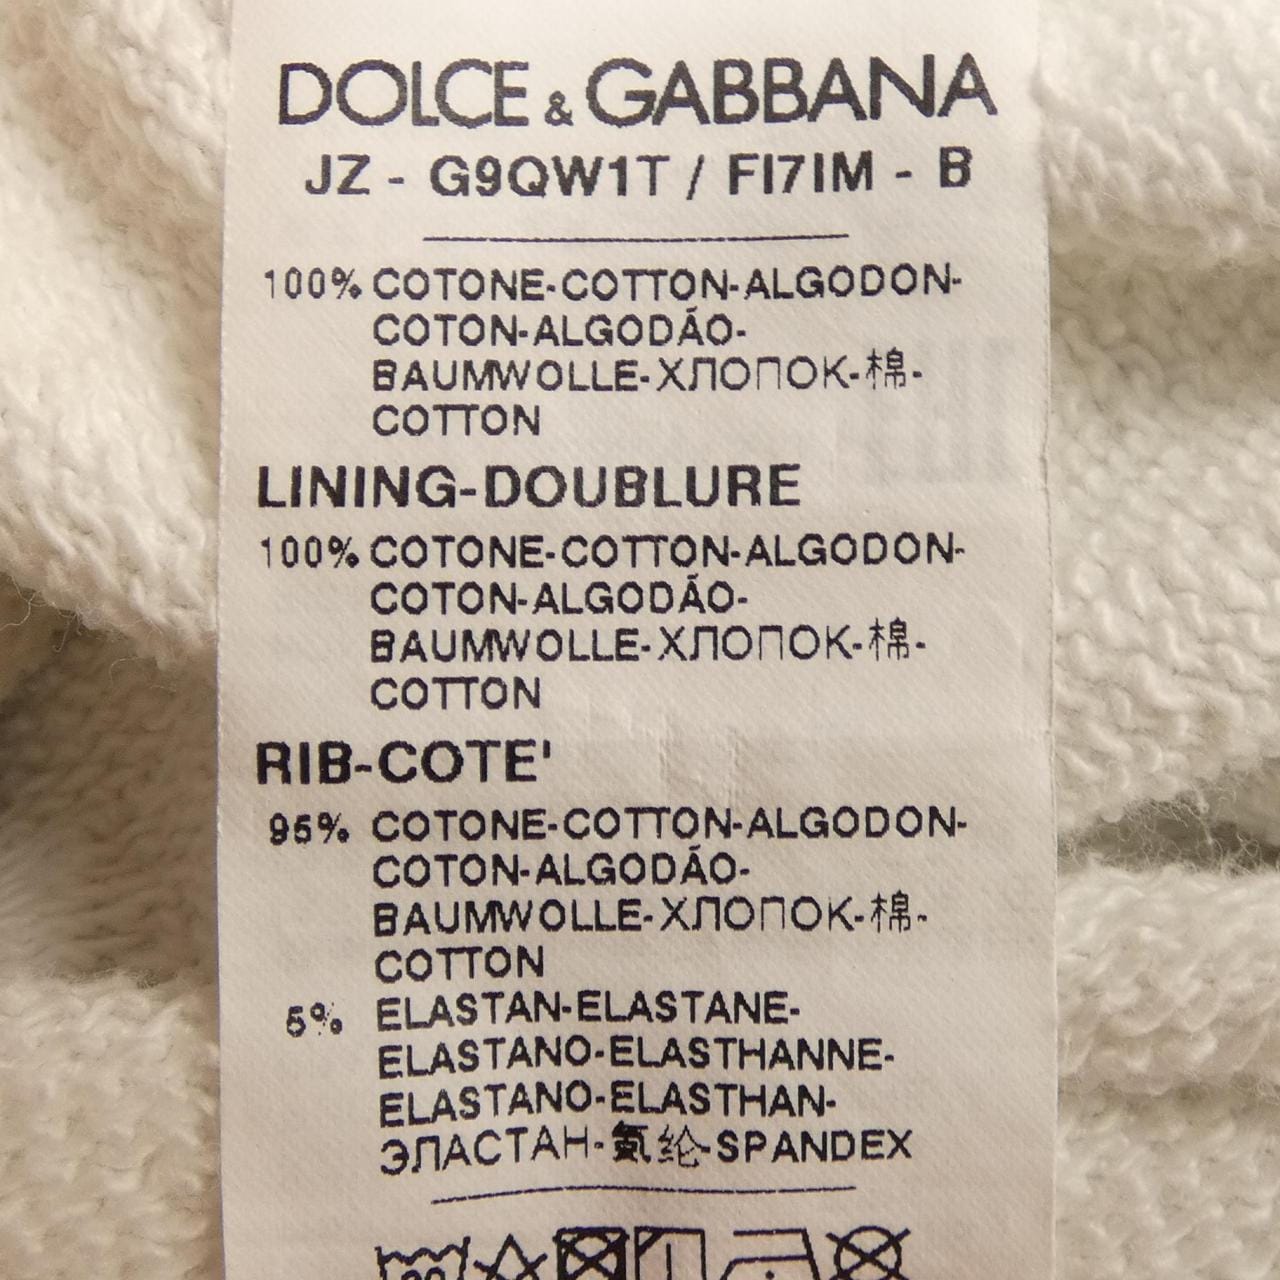 DOLCE & GABBANA
JZ - G9QW1T / FI7IM - B
100% COTONE-COTTON-ALGODON-
COTON-ALGODÃO-
BAUMWOLLE-ХЛОПОК-棉-
COTTON
LINING-DOUBLURE
100% COTONE-COTTON-ALGODON-
COTON-ALGODÃO-
BAUMWOLLE-ХЛОПОК-棉-
COTTON
RIB-COTE'
95% COTONE-COTTON-ALGODON-
COTON-ALGODÃO-
BAUMWOLLE-ХЛОПОК-棉-
COTTON
5% ELASTAN-ELASTANE-
ELASTANO-ELASTHANNE-
ELASTANO-ELASTHAN-
ЭЛАСТАН-氨纶-SPANDEX